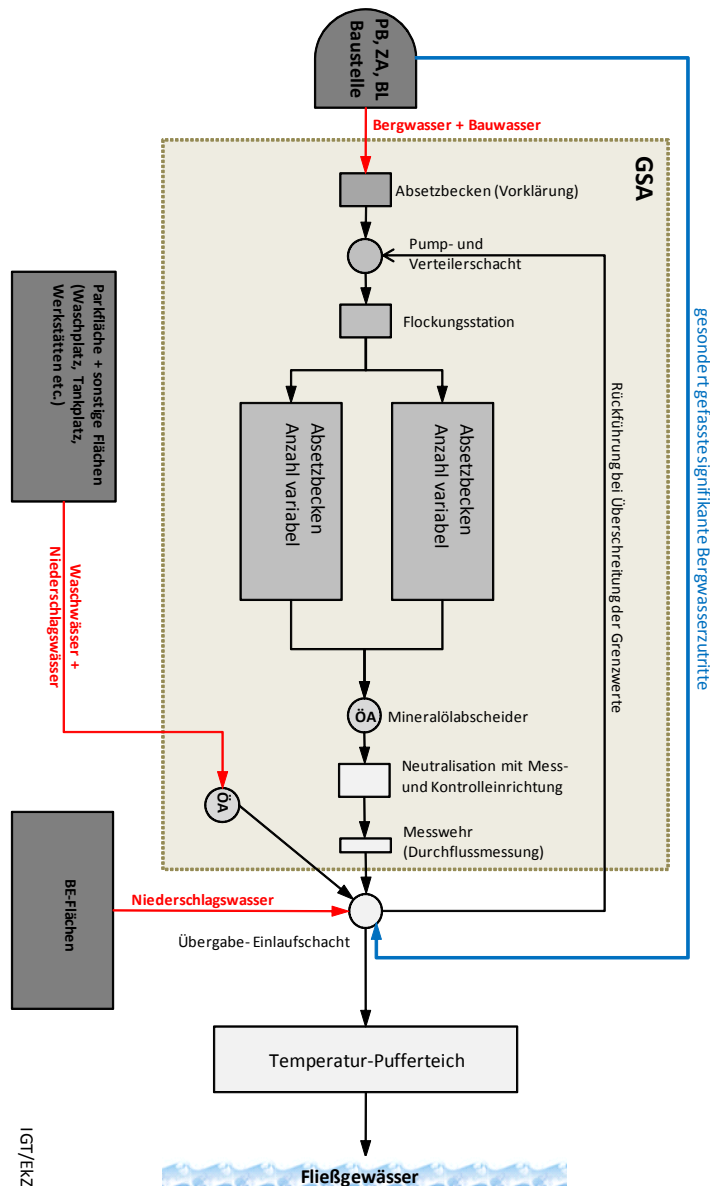 PB, ZA, BL
Baustelle
Bergwasser + Bauwasser
GSA
Absetzbecken (Vorklärung)
Pump- und
Verteilerschacht
Flockungsstation
gesondert gefasste signifikante Bergwasserzutritte
Rückführung bei Überschreitung der Grenzwerte
Parkfläche + sonstige Flächen
(Waschplatz, Tankplatz,
Werkstätten etc.)
Absetzbecken
Anzahl variabel
Absetzbecken
Anzahl variabel
Waschwässer +
Niederschlagswässer
ÖA
Mineralölabscheider
Neutralisation mit Mess-
und Kontrolleinrichtung
ÖA
Messwehr
(Durchflussmessung)
BE-Flächen
Niederschlagswasser
Übergabe- Einlaufschacht
Temperatur-Pufferteich
IGT/EKZ
Fließgewässer